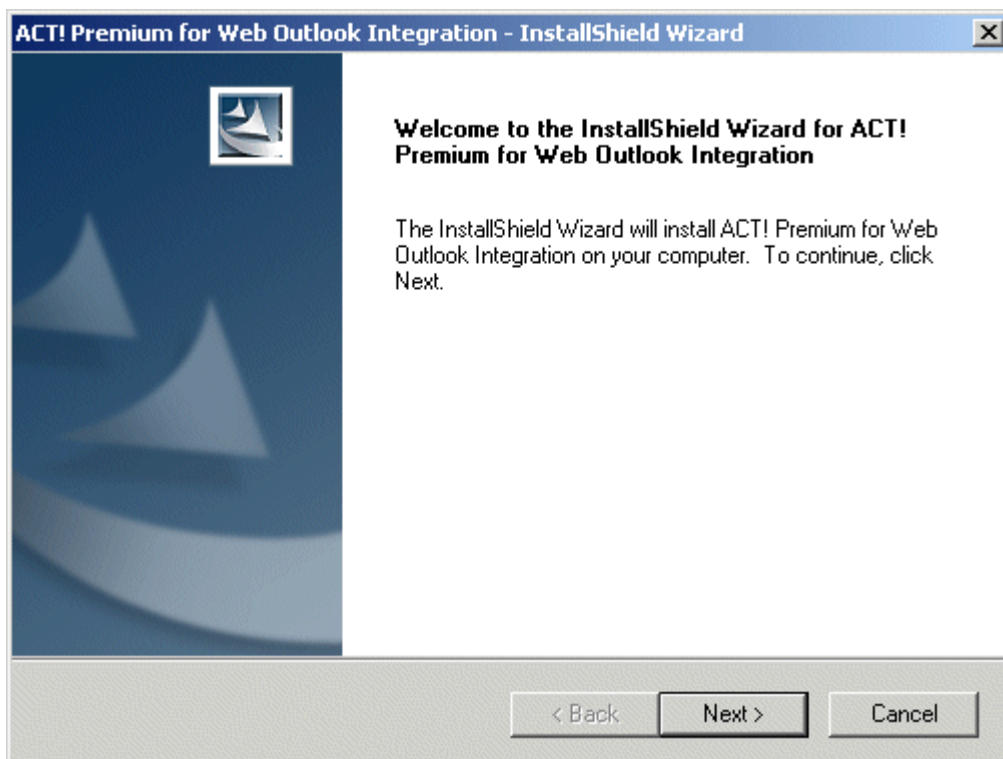 ACT! Premium for Web Outlook Integration - InstallShield Wizard
Welcome to the InstallShield Wizard for ACT!
Premium for Web Outlook Integration
The InstallShield Wizard will install ACT! Premium for Web
Outlook Integration on your computer.  To continue, click
Next.
< Back
Next >
Cancel